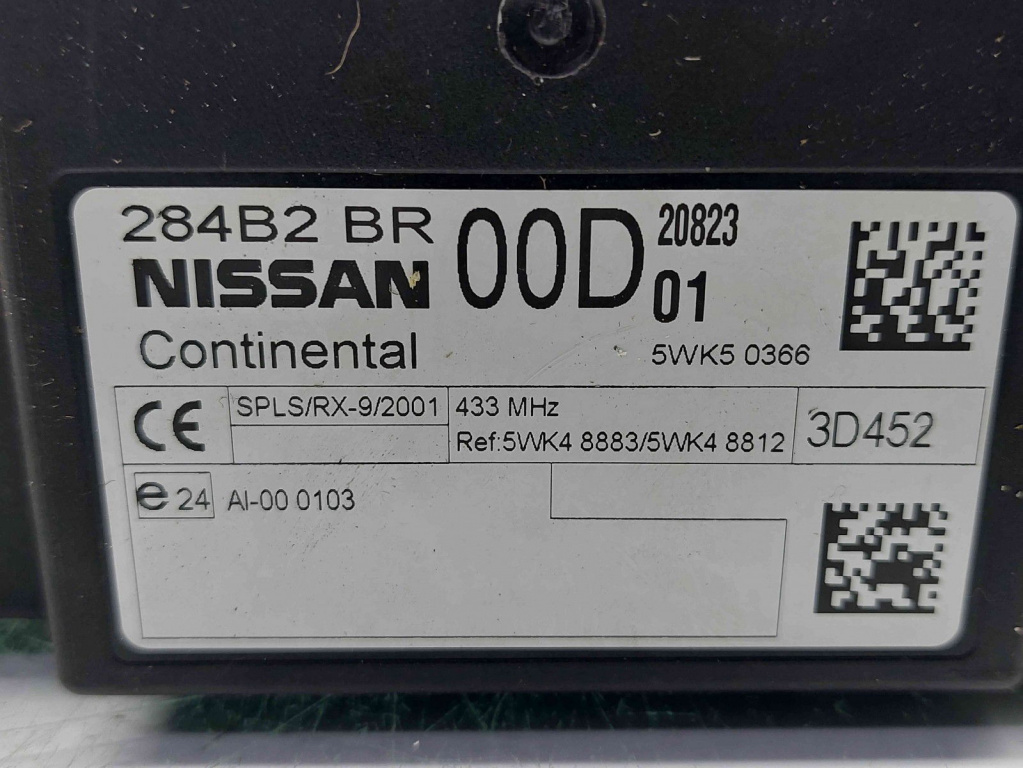 284B2 BR 00D 20823
NISSAN 01
Continental 5WK5 0366
CE SPLS/RX-9/2001 433 MHz 3D452
Ref:5WK4 8883/5WK4 8812
e 24 AI-00 0103